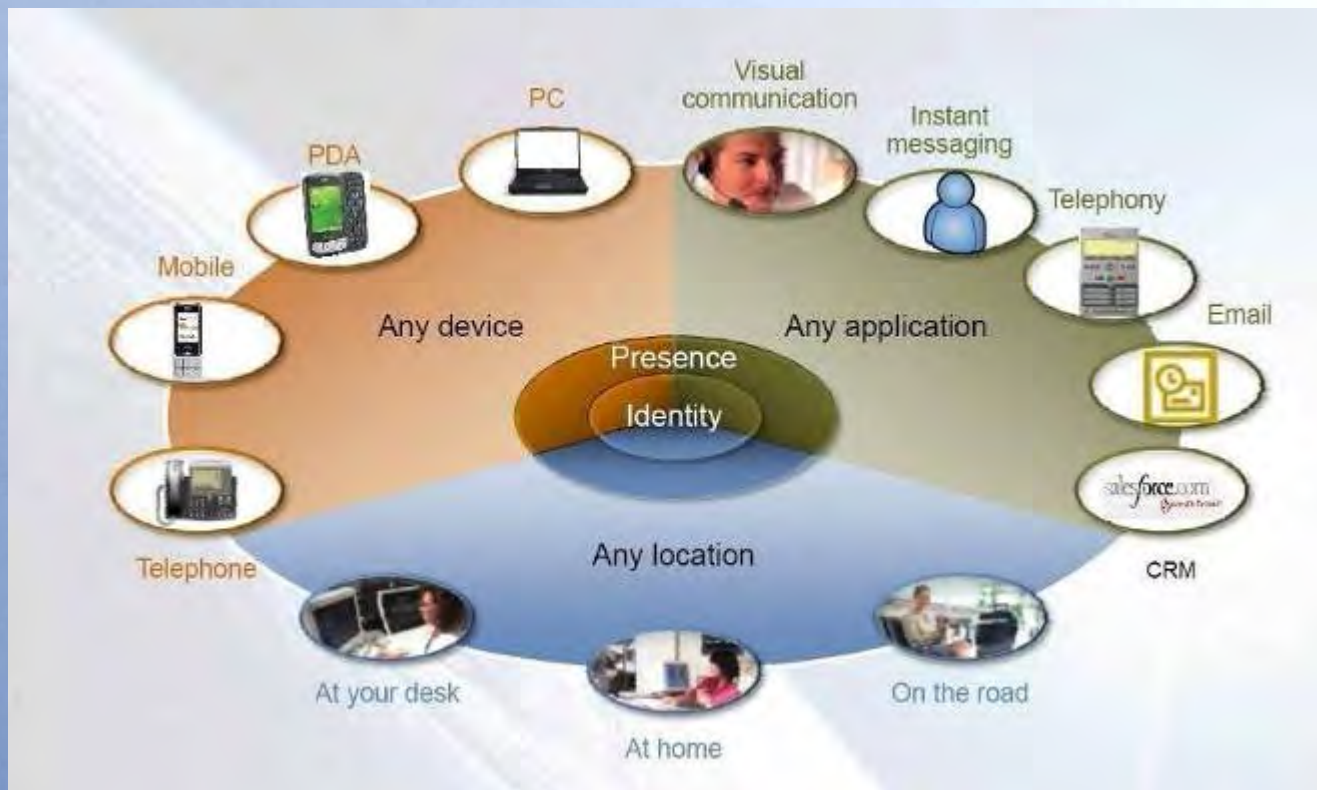 Visual
communication
PC
Instant
messaging
PDA
Telephony
Mobile
Email
Any device
Any application
Presence
Identity
salesforce.com
Any location
Telephone
CRM
At your desk
On the road
At home